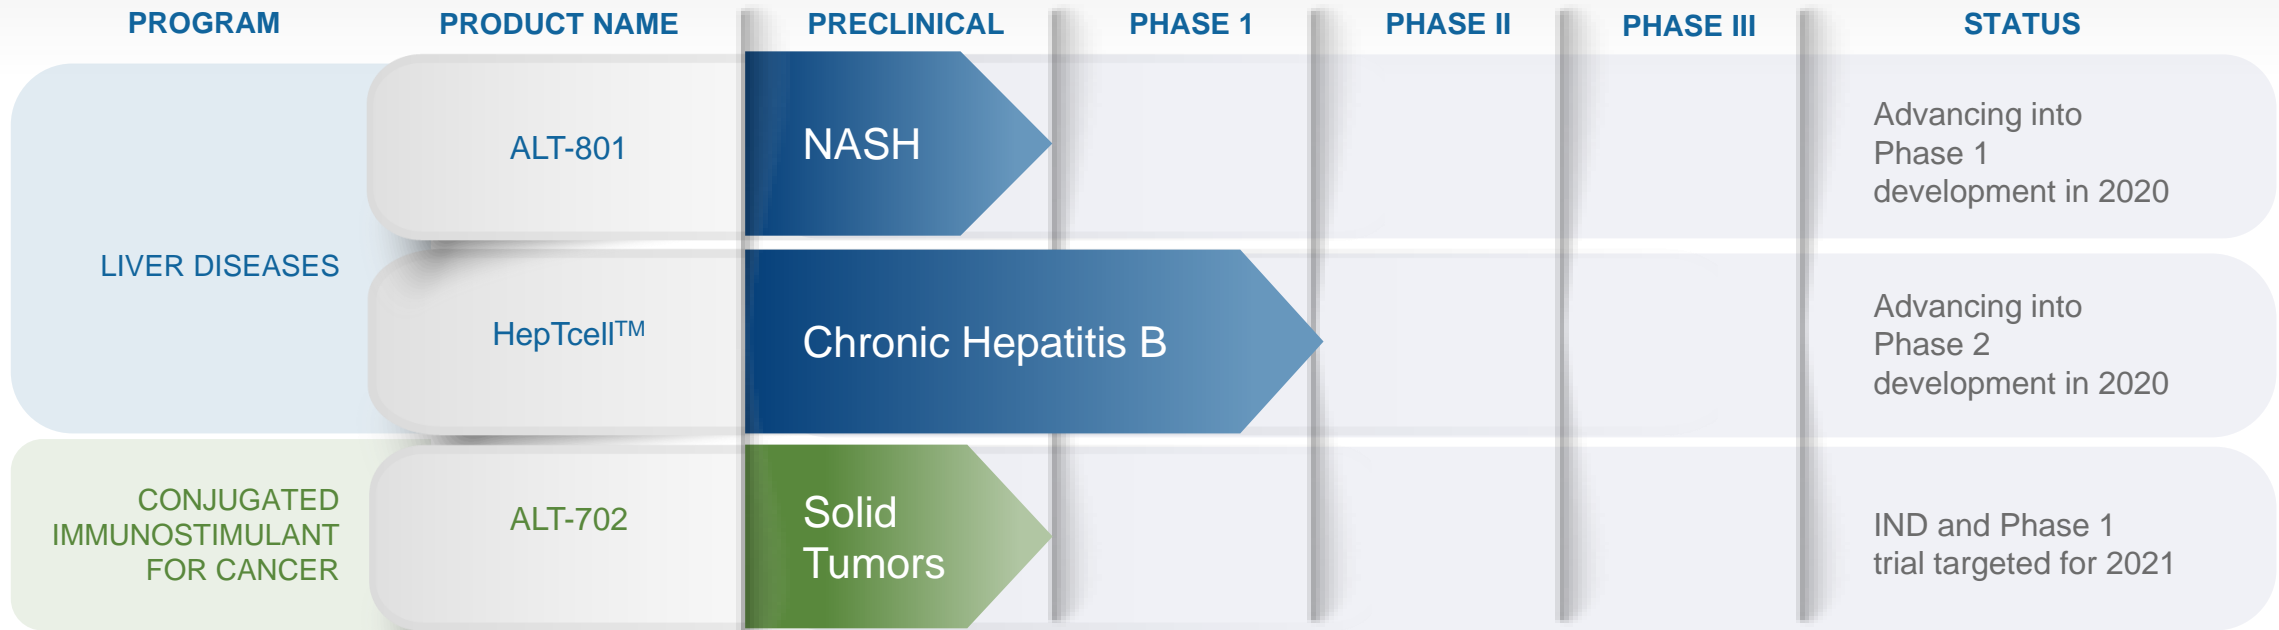 PROGRAM PRODUCT NAME PRECLINICAL PHASE 1 PHASE II PHASE III STATUS
LIVER DISEASES
ALT-801
NASH
Advancing into
Phase 1
development in 2020
HepTcell™
Chronic Hepatitis B
Advancing into
Phase 2
development in 2020
CONJUGATED
IMMUNOSTIMULANT
FOR CANCER
ALT-702
Solid
Tumors
IND and Phase 1
trial targeted for 2021